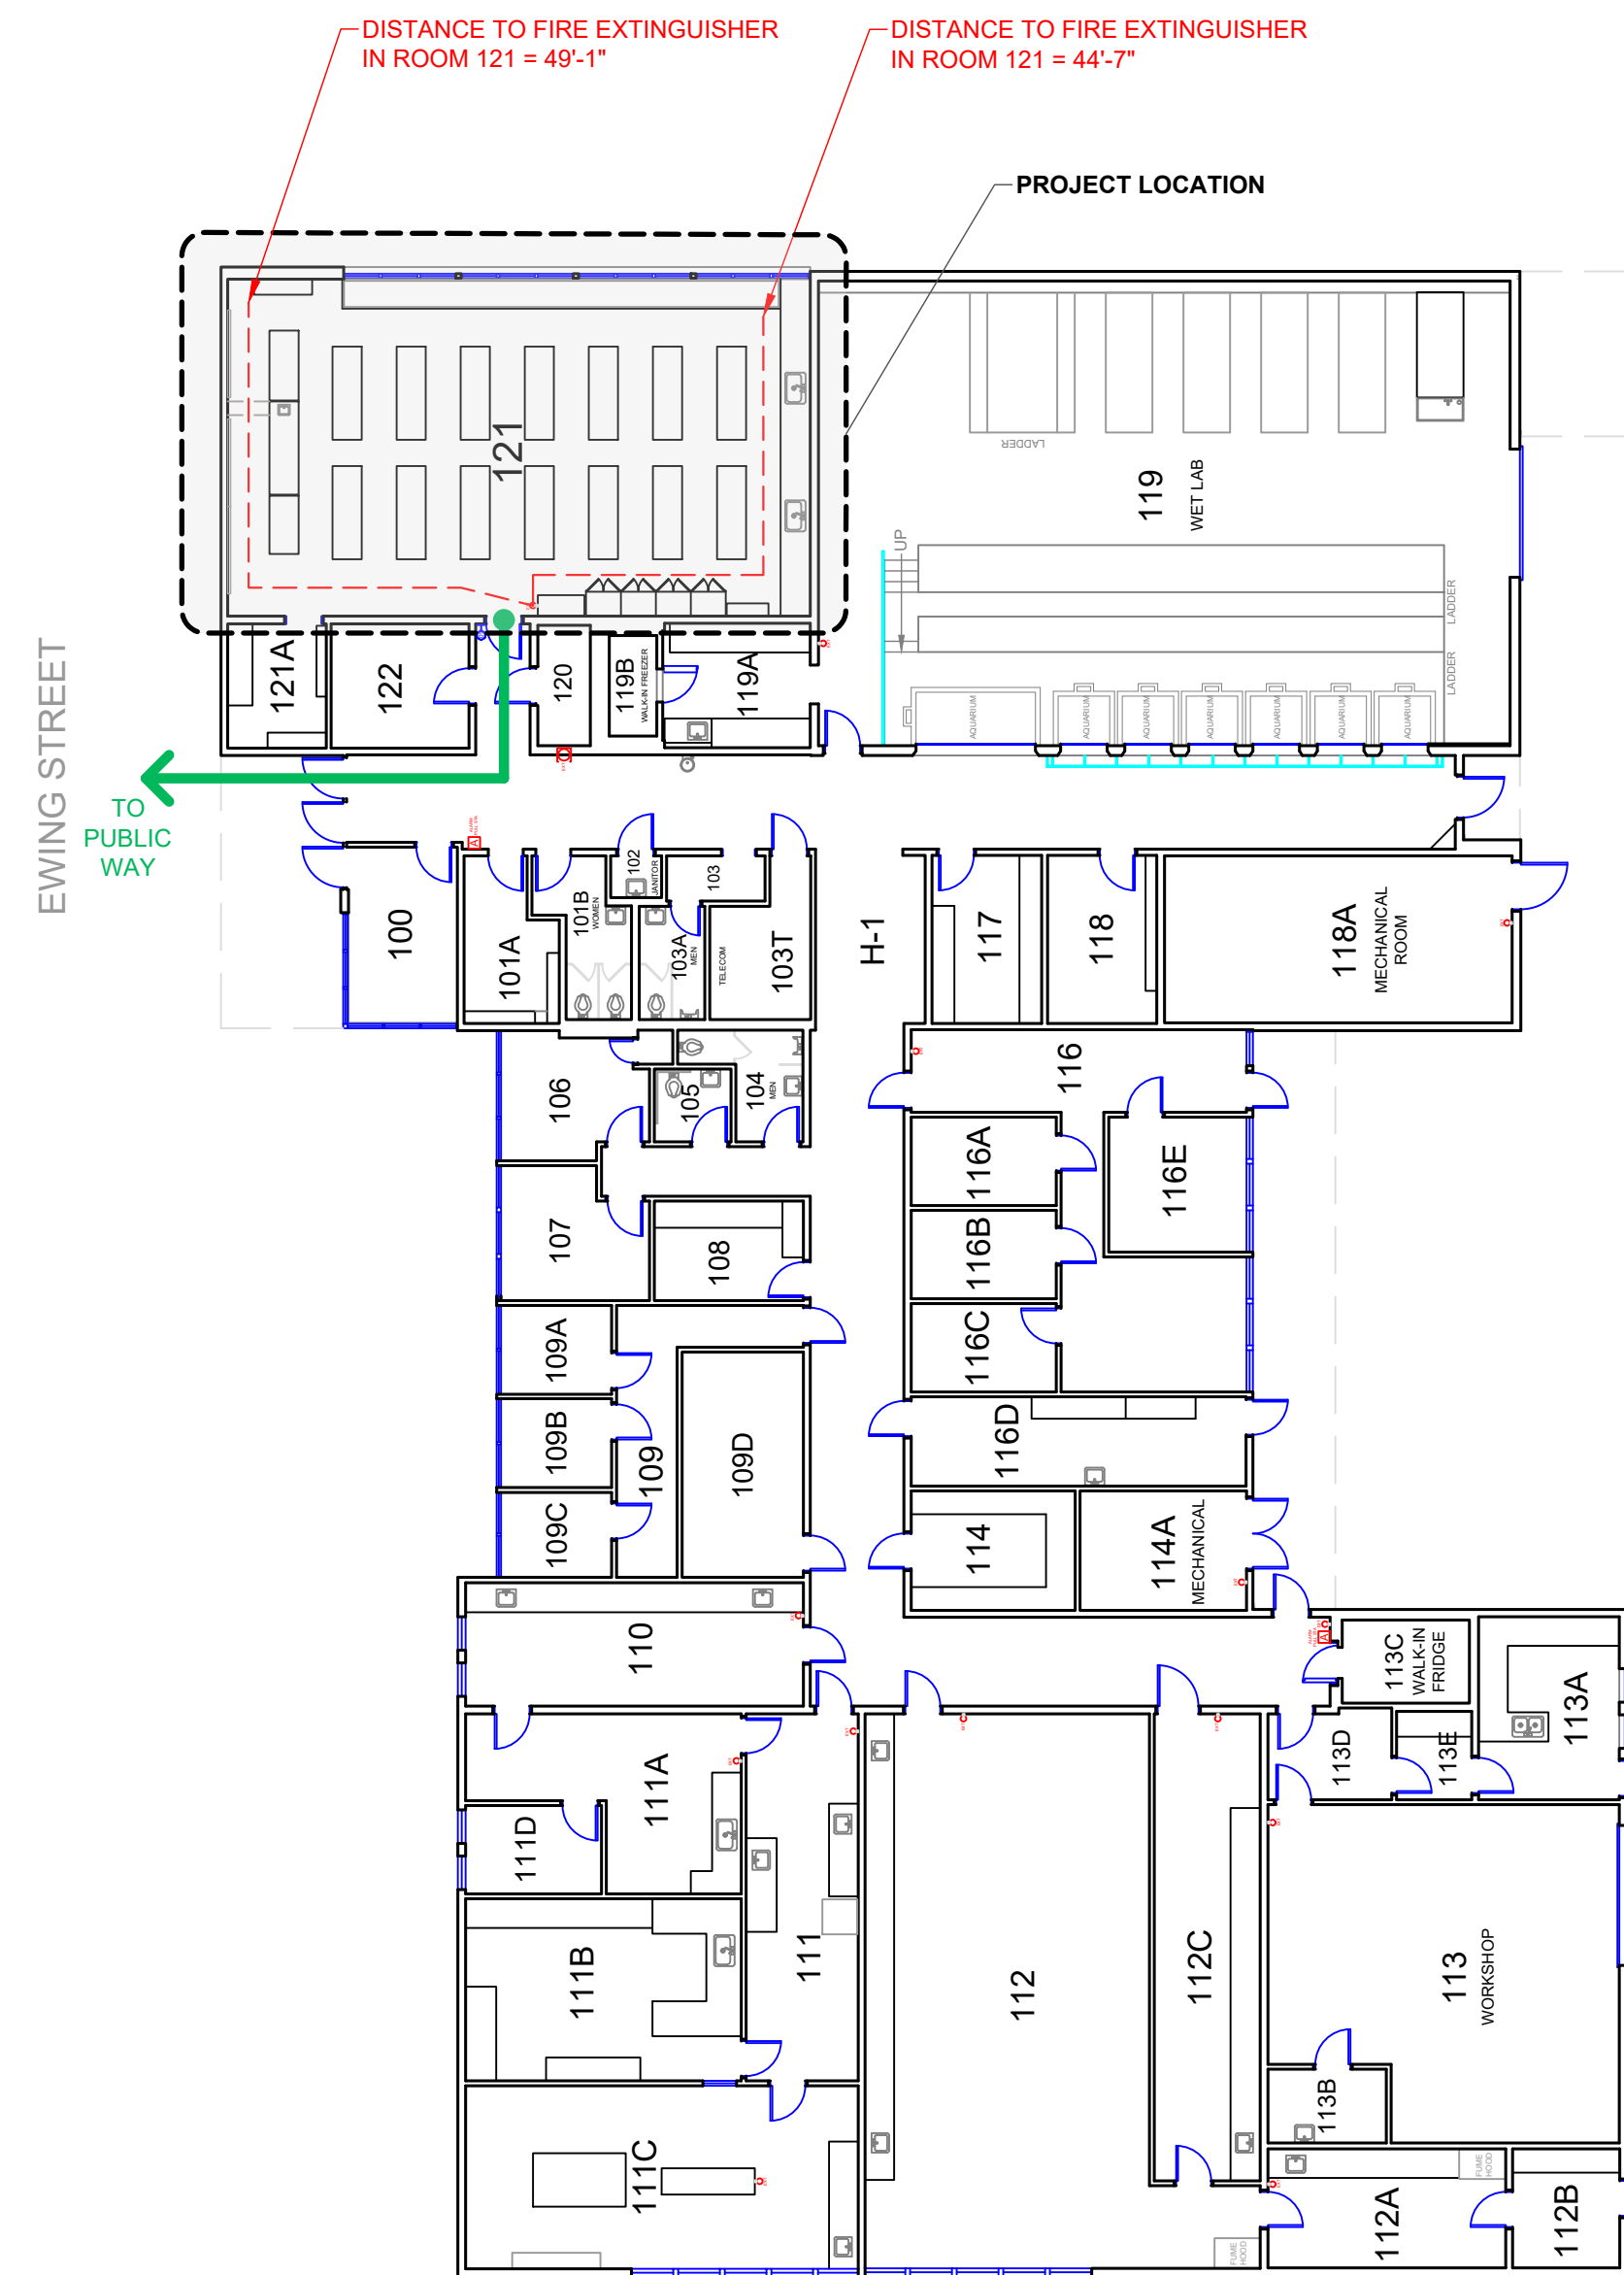 DISTANCE TO FIRE EXTINGUISHER
IN ROOM 121 = 49'-1"
DISTANCE TO FIRE EXTINGUISHER
IN ROOM 121 = 44'-7"
PROJECT LOCATION
121
LADDER
119
WET LAB
UP
LADDER
LADDER
EWING STREET
TO
PUBLIC
WAY
121A
122
120
119B
WALK-IN FREEZER
119A
AQUARIUM
AQUARIUM
AQUARIUM
AQUARIUM
AQUARIUM
AQUARIUM
AQUARIUM
100
101A
101B
WOMEN
102
JANITOR
103
103A
MEN
TELECOM
103T
H-1
117
118
118A
MECHANICAL
ROOM
106
105
104
MEN
116
116A
116E
107
108
116B
109A
116C
109B
109
109D
116D
109C
114
114A
MECHANICAL
110
113C
WALK-IN
FRIDGE
113A
113D
113E
111A
111D
111B
111
112
112C
113
WORKSHOP
113B
111C
FUME
HOOD
112A
112B
FUME
HOOD